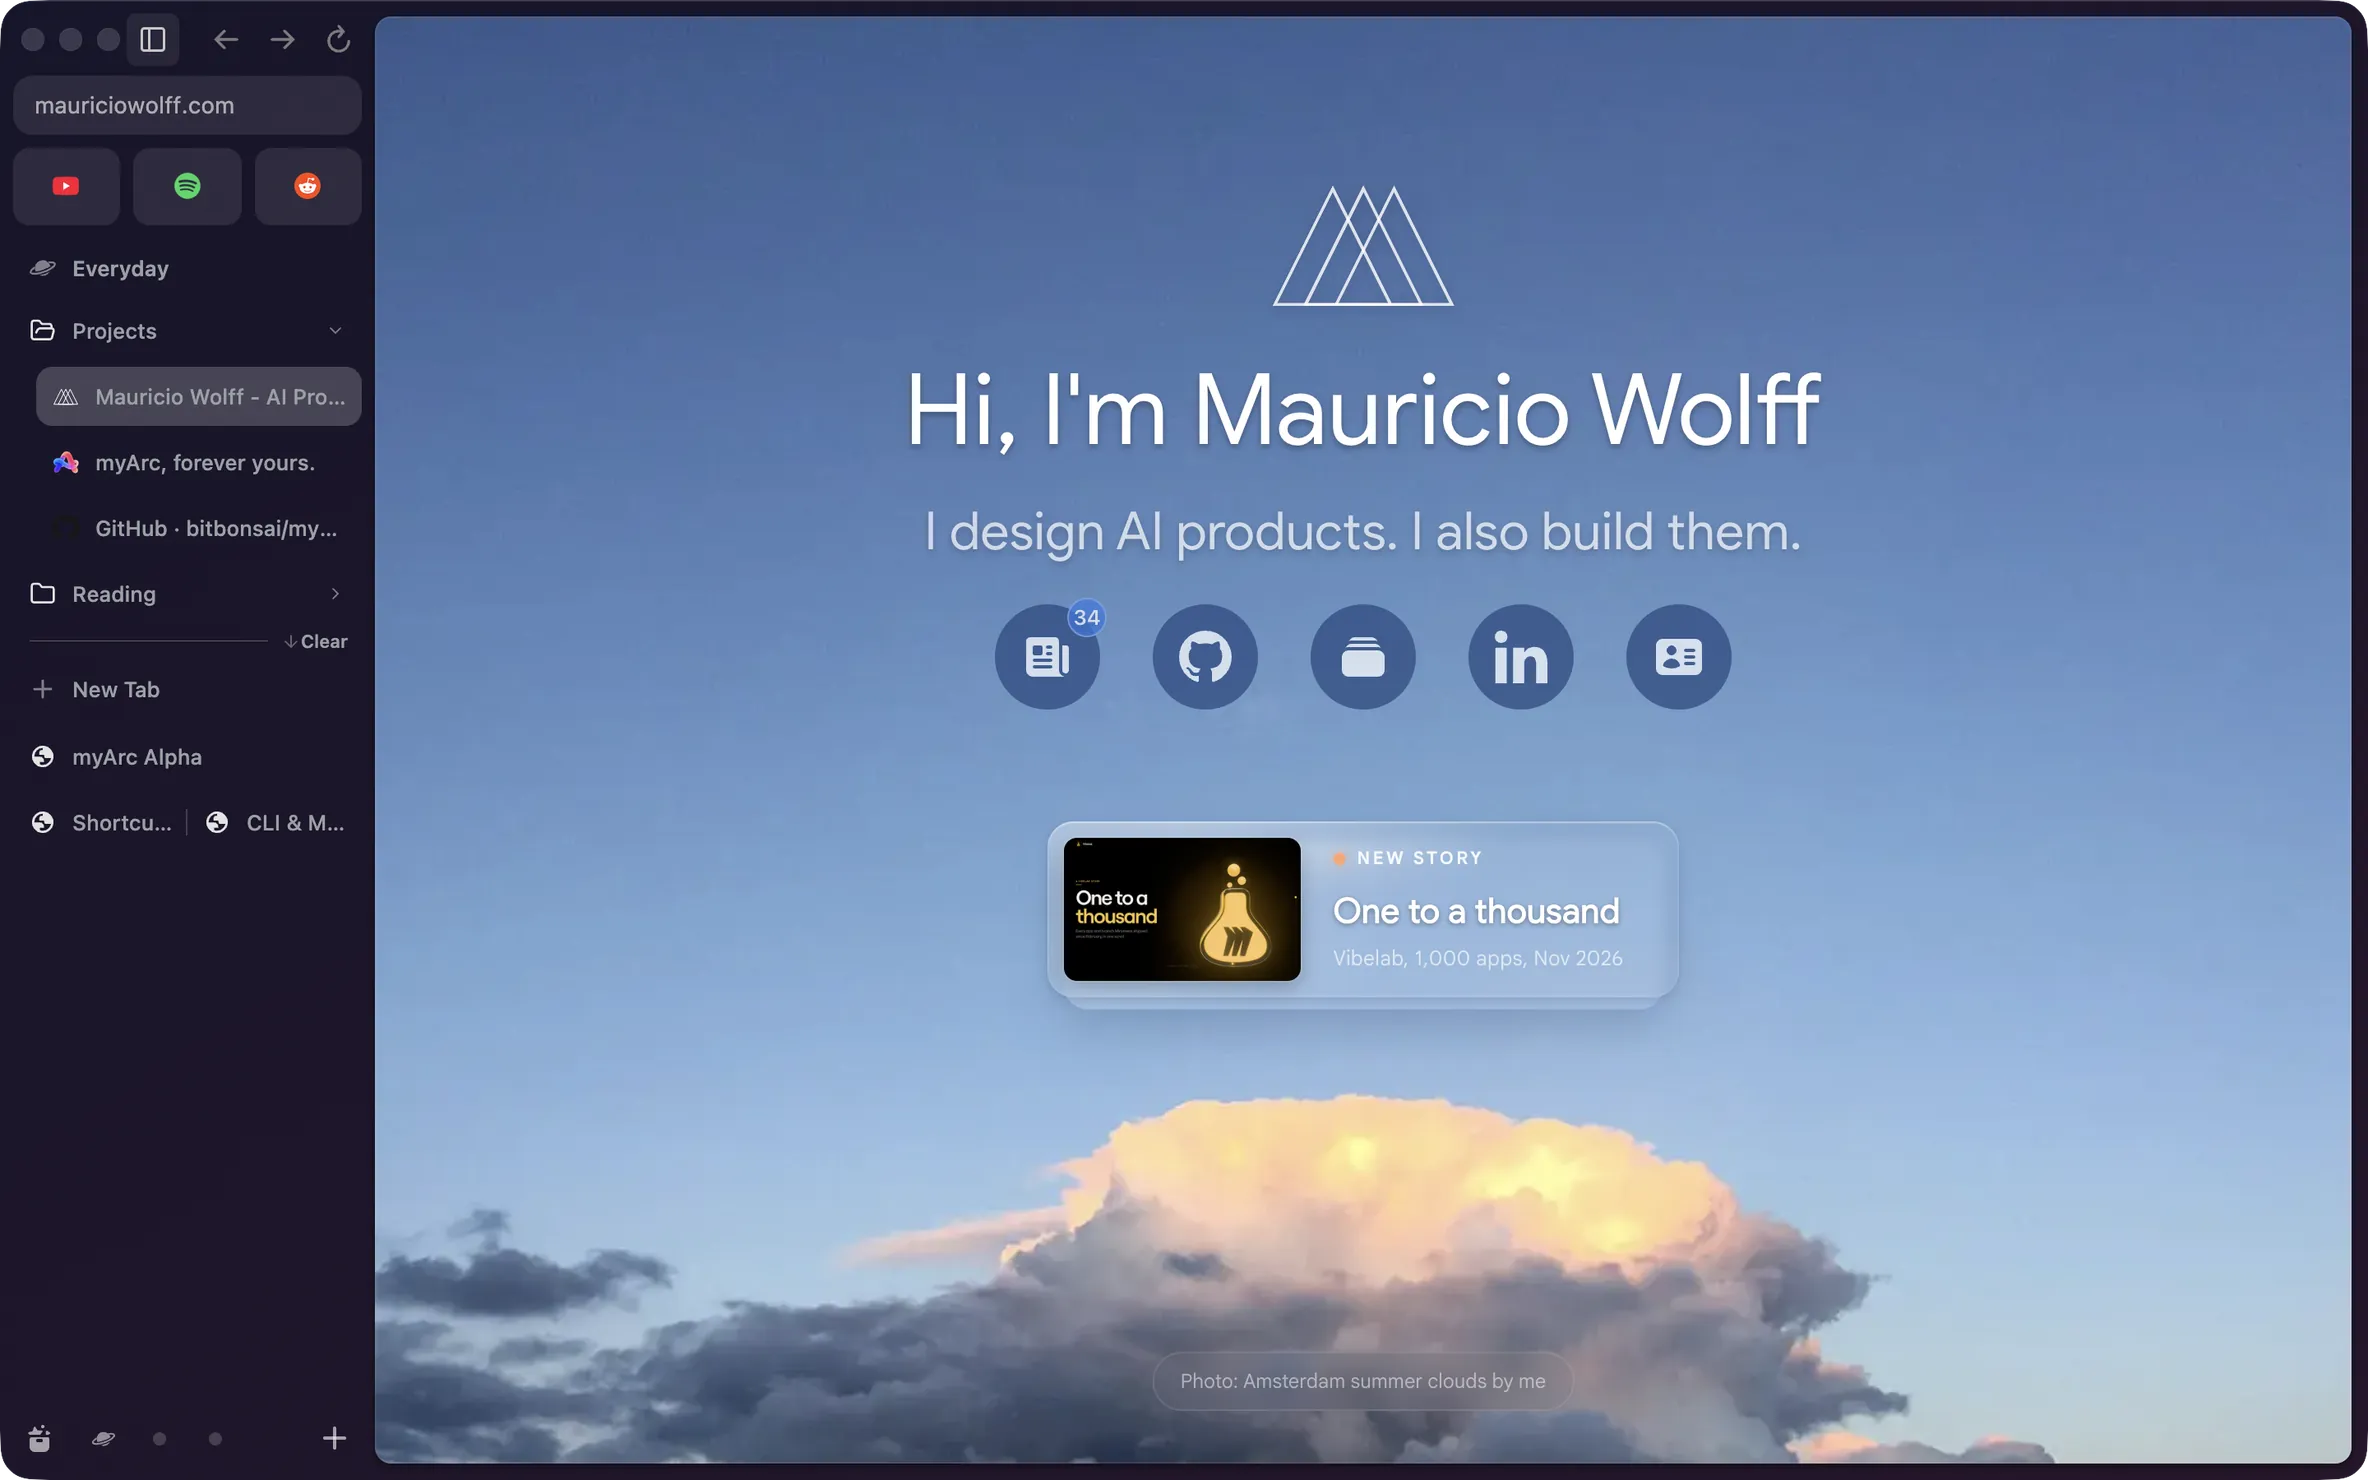 mauriciowolff.com
Everyday
Projects
Mauricio Wolff - AI Pro...
myArc, forever yours.
GitHub · bitbonsai/my...
Reading
Clear
New Tab
myArc Alpha
Shortcu...
CLI & M...
Hi, I'm Mauricio Wolff
I design AI products. I also build them.
34
in
One to a
thousand
NEW STORY
One to a thousand
Vibelab, 1,000 apps, Nov 2026
Photo: Amsterdam summer clouds by me